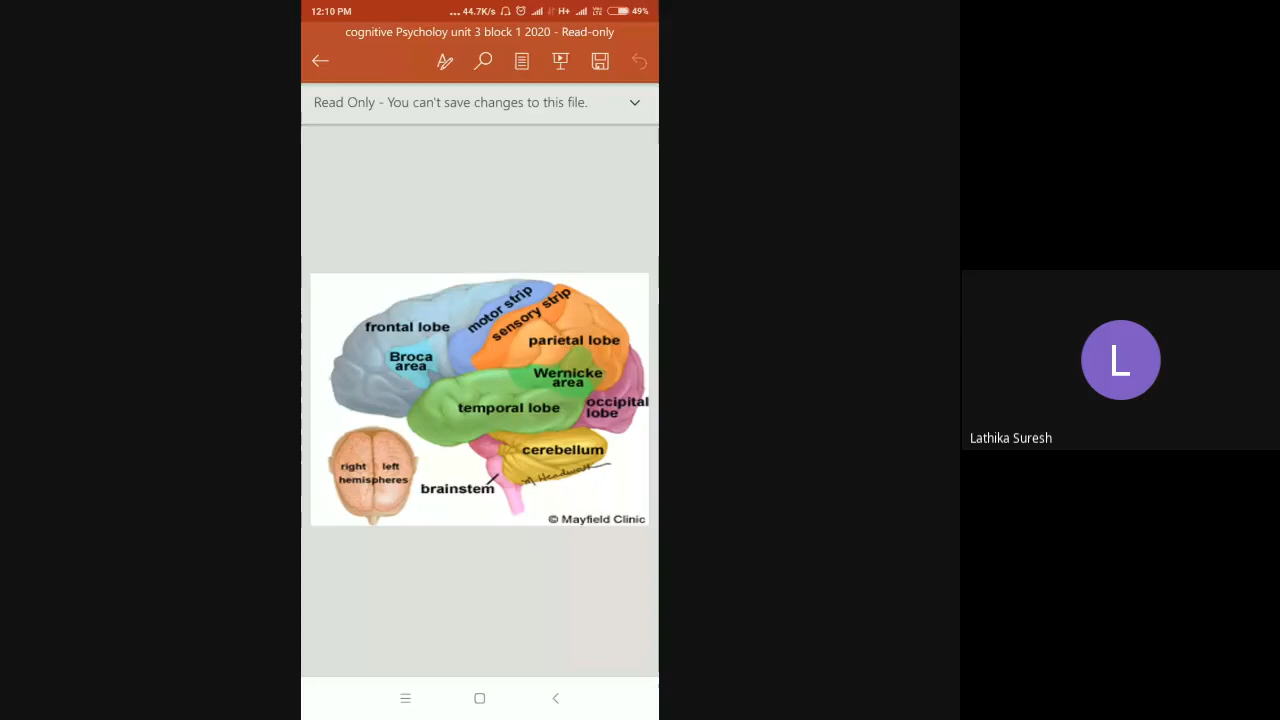 12:10 PM
... 44.7K/s H+ 49%
cognitive Psycholoy unit 3 block 1 2020 - Read-only
Read Only - You can't save changes to this file.
frontal lobe
motor strip
sensory strip
parietal lobe
Broca
area
Wernicke
area
temporal lobe
occipital
lobe
cerebellum
right left
hemispheres
brainstem
© Mayfield Clinic
L
Lathika Suresh